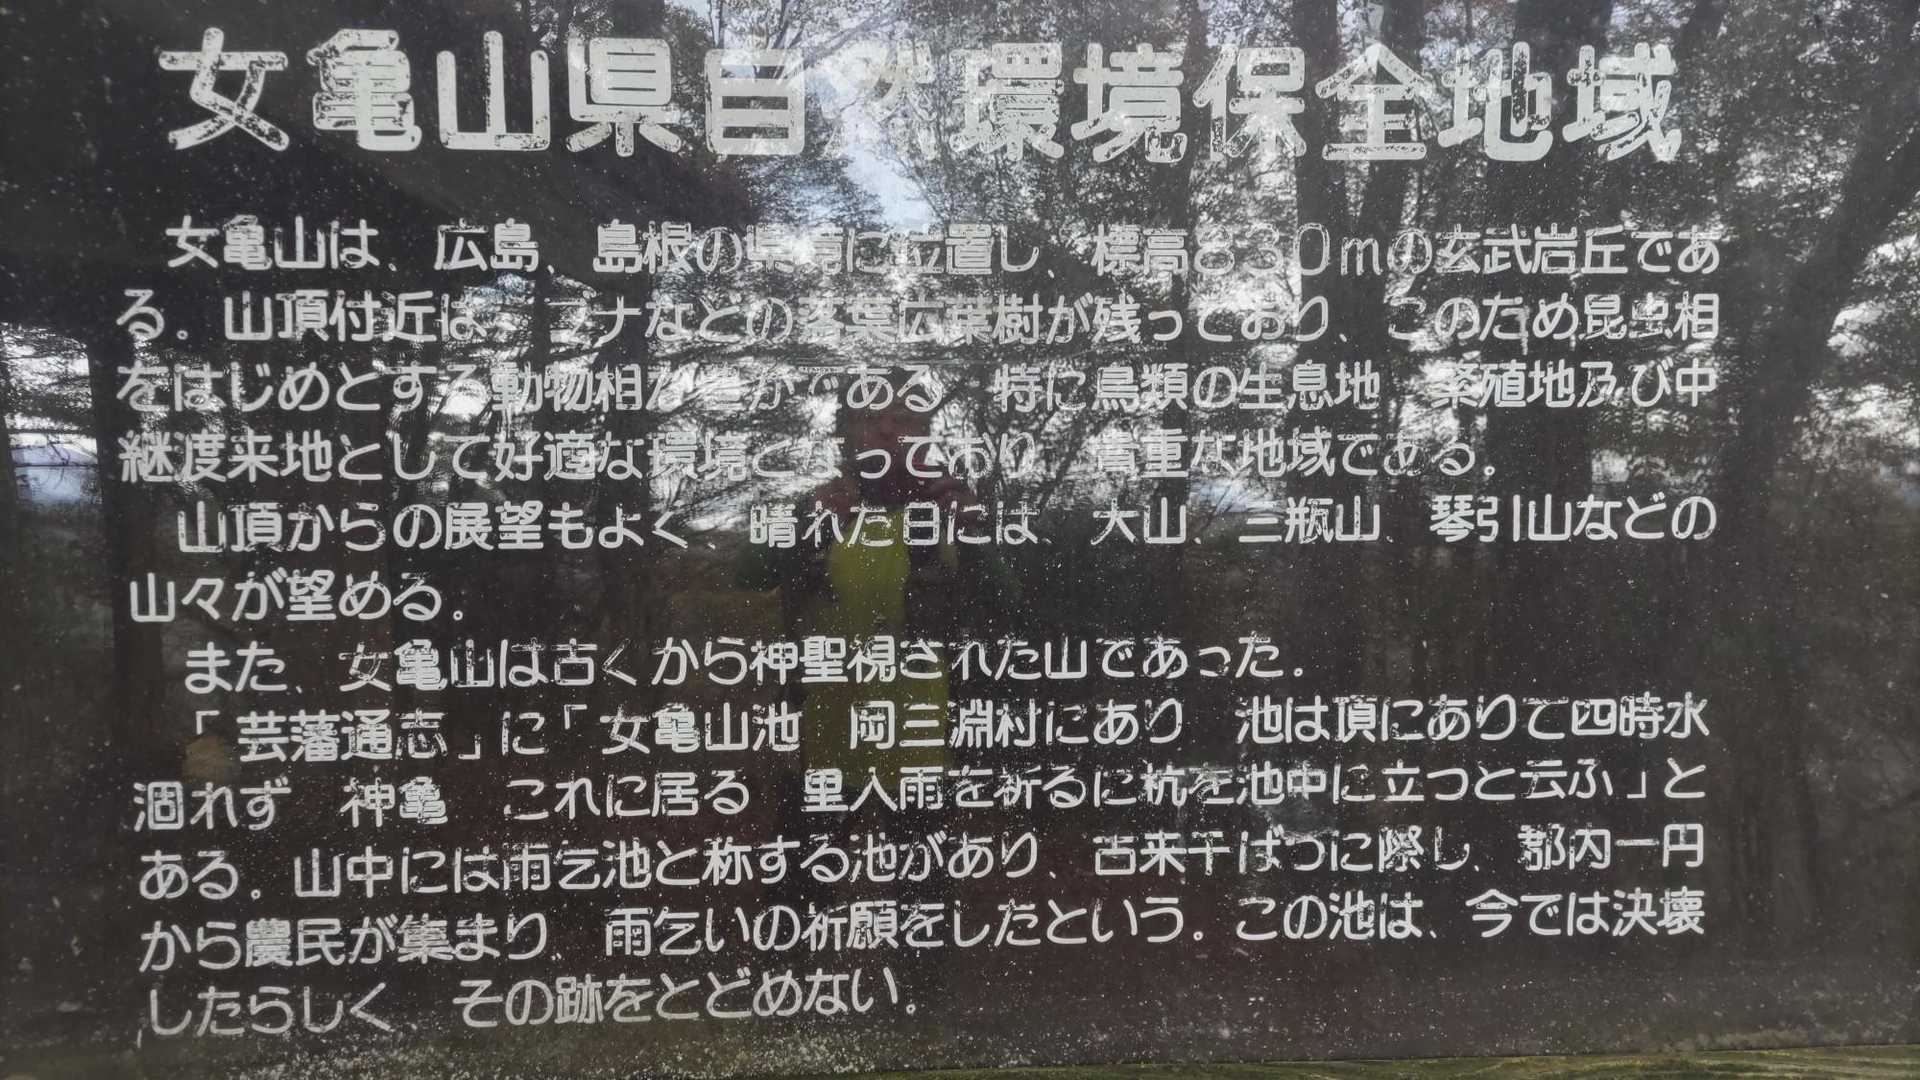 女亀山県自然環境保全地域
女亀山は、広島、島根の県境に位置し、標高830mの玄武岩丘であ
る。山頂付近は、ブナなどの落葉広葉樹が残っており、このため昆虫相
をはじめとする動物相が豊かである 特に鳥類の生息地 繁殖地及び中
継渡来地として好適な環境となっており 貴重な地域である。
山頂からの展望もよく、晴れた日には、大山、三瓶山、琴引山などの
山々が望める。
また、女亀山は古くから神聖視された山であった。
「芸藩通志」に「女亀山池 岡三淵村にあり 池は頂にありて四時水
涸れず 神亀 これに居る 里人雨を祈るに杭を池中に立つと云ふ」と
ある。山中には雨乞池と称する池があり、古来干ばつに際し、郡内一円
から農民が集まり、雨乞いの祈願をしたという。この池は、今では決壊
したらしく、その跡をとどめない。